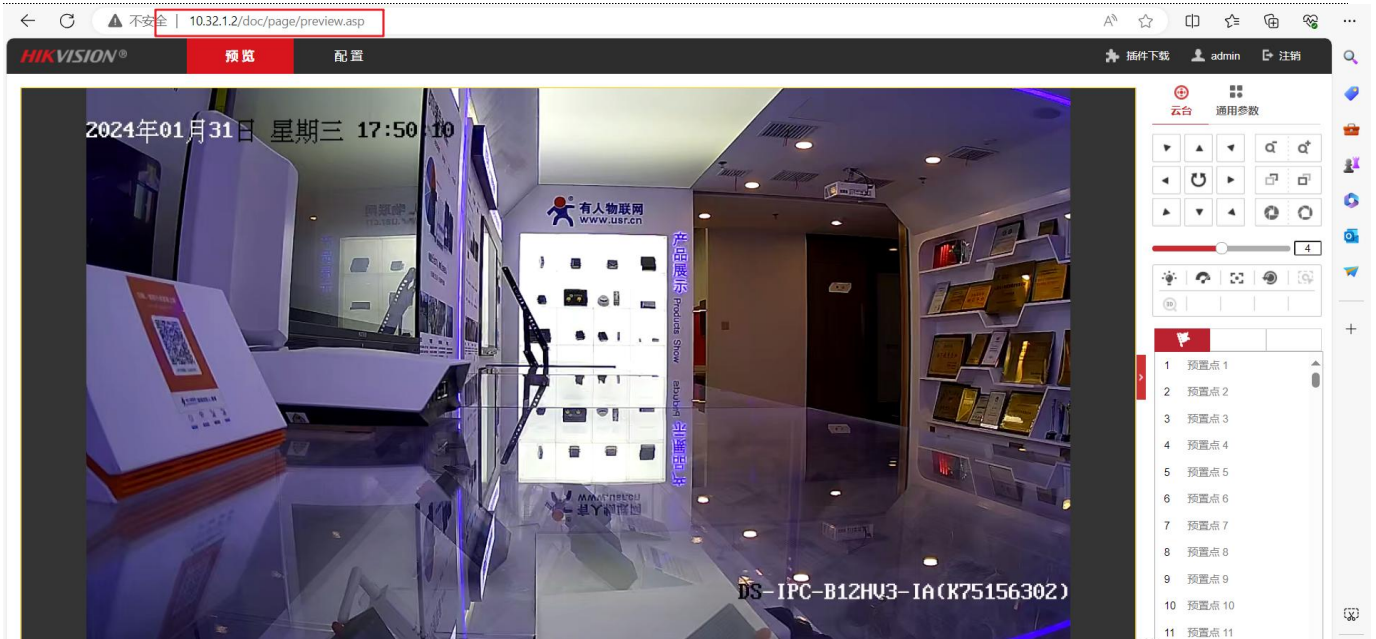 不安全 | 10.32.1.2/doc/page/preview.asp
HIKVISION® 预览 配置 插件下载 admin 注销
云台 通用参数
2024年01月31日 星期三 17:50:10
有人物联网
www.usr.cn
产品展示 Products Show
4
DS-IPC-B12HV3-IA(K75156302)
1 预置点 1
2 预置点 2
3 预置点 3
4 预置点 4
5 预置点 5
6 预置点 6
7 预置点 7
8 预置点 8
9 预置点 9
10 预置点 10
11 预置点 11